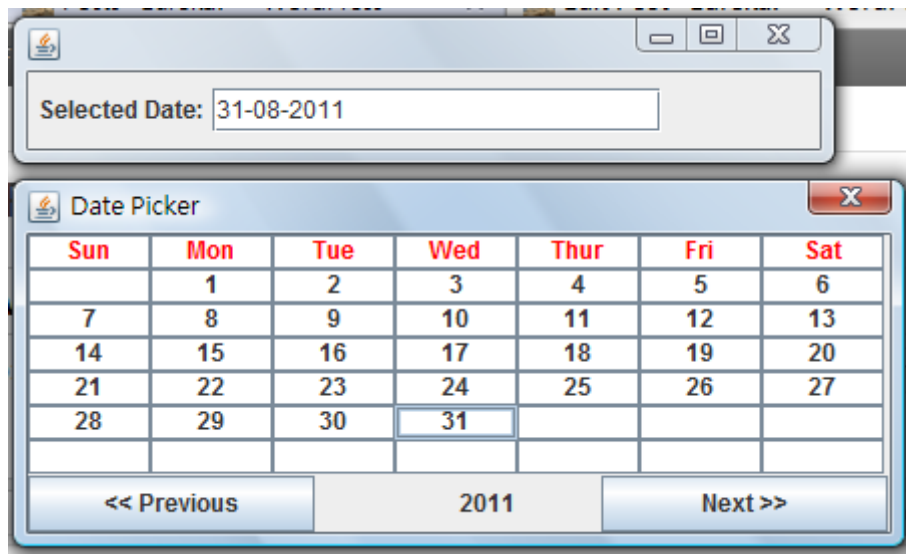 Selected Date: 31-08-2011
Date Picker
Sun Mon Tue Wed Thur Fri Sat
1 2 3 4 5 6
7 8 9 10 11 12 13
14 15 16 17 18 19 20
21 22 23 24 25 26 27
28 29 30 31
<< Previous 2011 Next >>